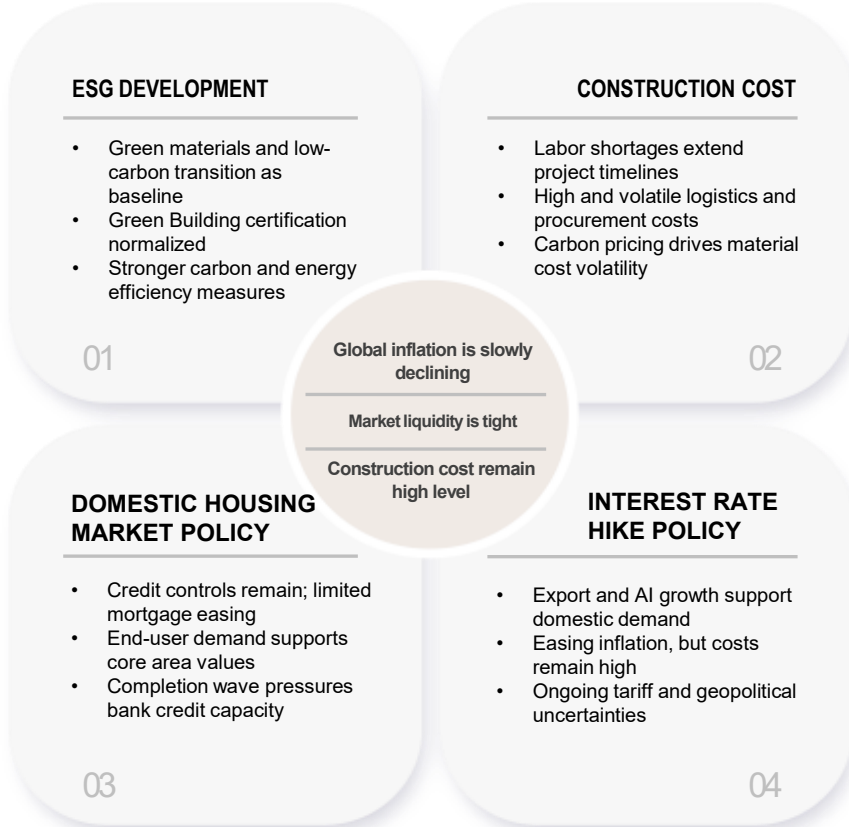 ESG DEVELOPMENT
• Green materials and low-
carbon transition as
baseline
• Green Building certification
normalized
• Stronger carbon and energy
efficiency measures
01
CONSTRUCTION COST
• Labor shortages extend
project timelines
• High and volatile logistics and
procurement costs
• Carbon pricing drives material
cost volatility
02
Global inflation is slowly
declining
Market liquidity is tight
Construction cost remain
high level
DOMESTIC HOUSING
MARKET POLICY
• Credit controls remain; limited
mortgage easing
• End-user demand supports
core area values
• Completion wave pressures
bank credit capacity
03
INTEREST RATE
HIKE POLICY
• Export and AI growth support
domestic demand
• Easing inflation, but costs
remain high
• Ongoing tariff and geopolitical
uncertainties
04